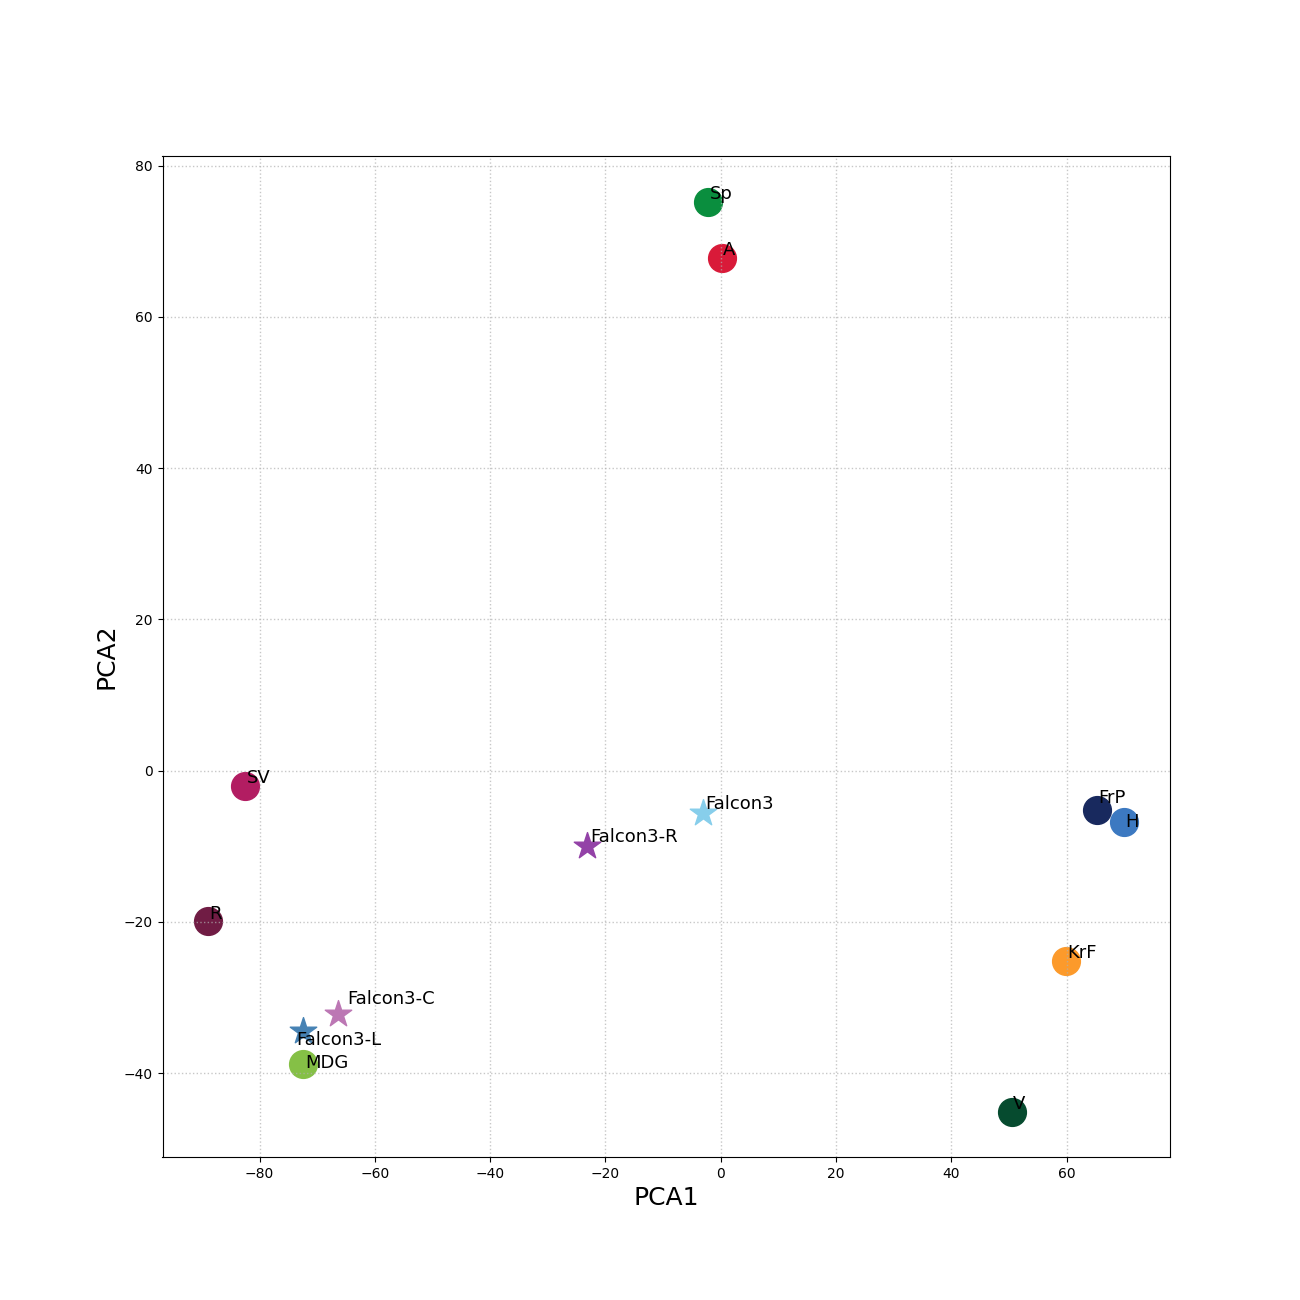 80
Sp
A
60
40
20
PCA2
0
SV
FrP
Falcon3
H
Falcon3-R
R
−20
KrF
Falcon3-C
Falcon3-L
MDG
−40
V
−80 −60 −40 −20 0 20 40 60
PCA1